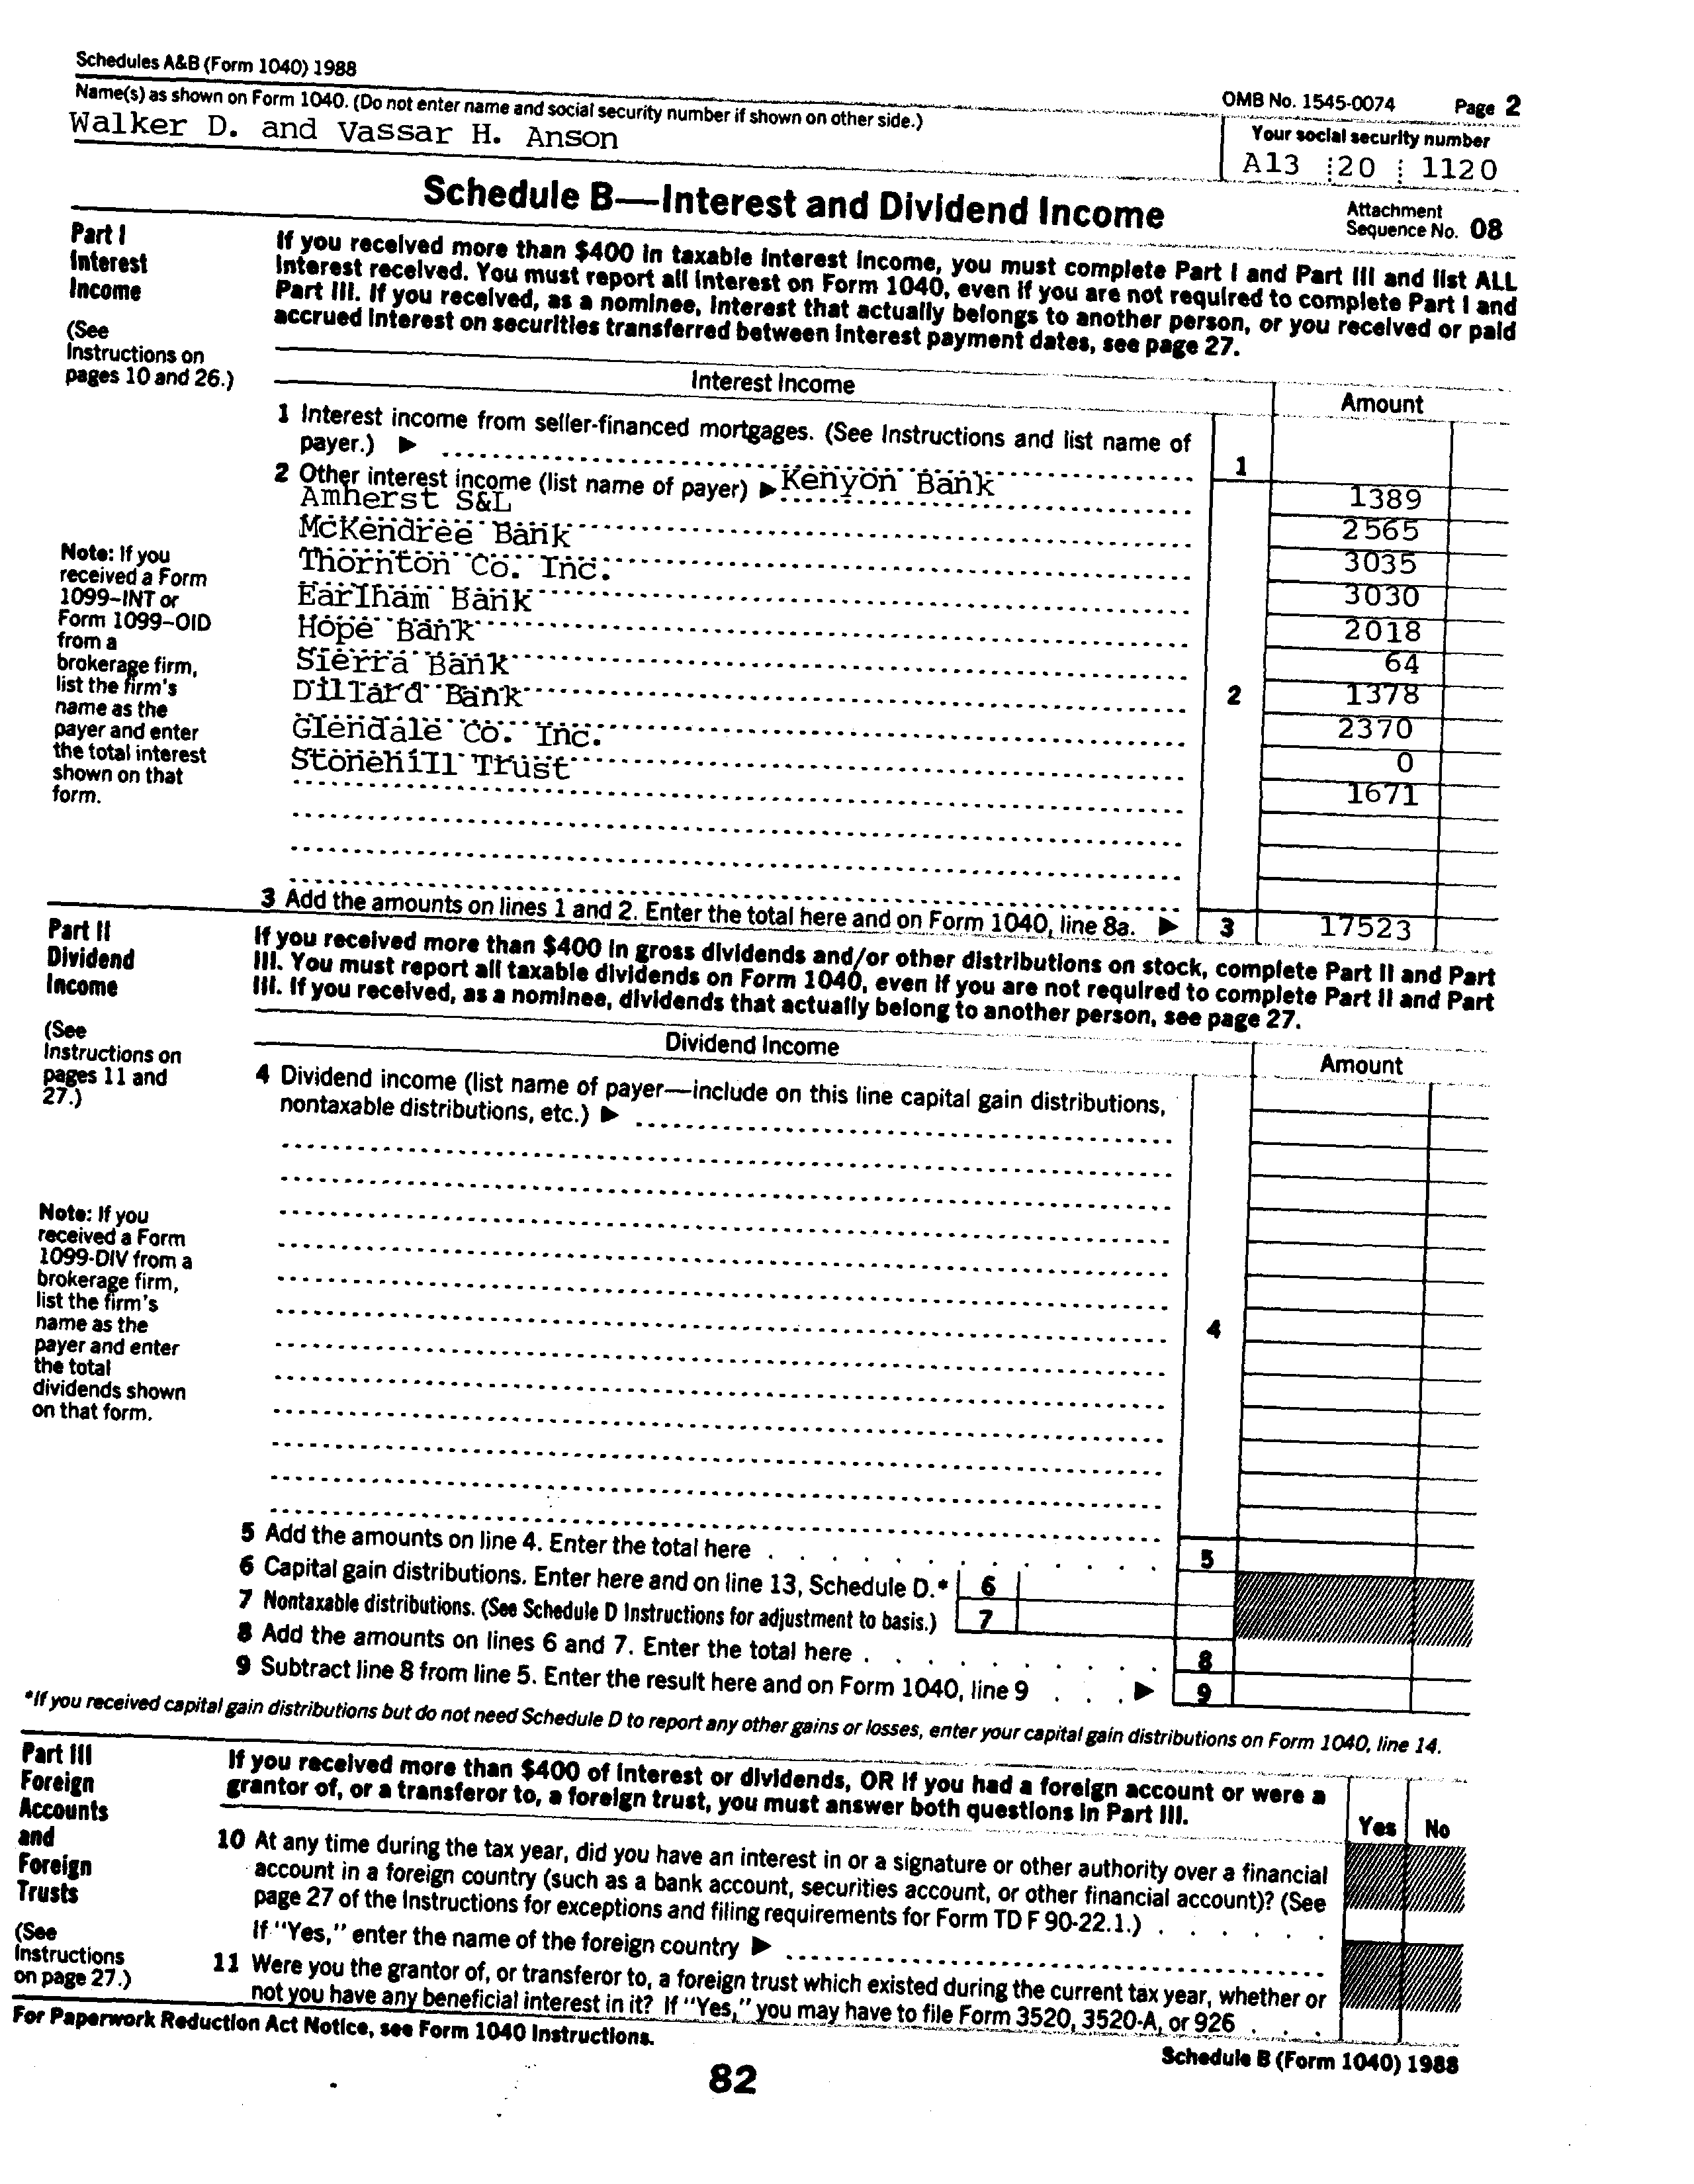 Schedules A&B (Form 1040) 1988
OMB No. 1545-0074 Page 2
Name(s) as shown on Form 1040. (Do not enter name and social security number if shown on other side.)
Your social security number
Walker D. and Vassar H. Anson
A13 20 1120
Schedule B—Interest and Dividend Income
Attachment
Sequence No. 08
Part I
Interest
Income
(See
Instructions on
pages 10 and 26.)
If you received more than $400 in taxable interest income, you must complete Part I and Part III and list ALL
interest received. You must report all interest on Form 1040, even if you are not required to complete Part I and
Part III. If you received, as a nominee, interest that actually belongs to another person, or you received or paid
accrued interest on securities transferred between interest payment dates, see page 27.
Interest Income
Amount
1 Interest income from seller-financed mortgages. (See Instructions and list name of
payer.) ▶
1
2 Other interest income (list name of payer) ▶ Kenyon Bank
1389
Amherst S&L
2565
McKendree Bank
3035
Thornton Co. Inc.
3030
Earlham Bank
2018
Hope Bank
64
Sierra Bank
2
1378
Dillard Bank
2370
Glendale Co. Inc.
0
Stonehill Trust
1671
Note: If you
received a Form
1099–INT or
Form 1099–OID
from a
brokerage firm,
list the firm's
name as the
payer and enter
the total interest
shown on that
form.
3 Add the amounts on lines 1 and 2. Enter the total here and on Form 1040, line 8a. ▶
3
17523
Part II
Dividend
Income
(See
Instructions on
pages 11 and
27.)
If you received more than $400 in gross dividends and/or other distributions on stock, complete Part II and Part
III. You must report all taxable dividends on Form 1040, even if you are not required to complete Part II and Part
III. If you received, as a nominee, dividends that actually belong to another person, see page 27.
Dividend Income
Amount
4 Dividend income (list name of payer—include on this line capital gain distributions,
nontaxable distributions, etc.) ▶
4
Note: If you
received a Form
1099-DIV from a
brokerage firm,
list the firm's
name as the
payer and enter
the total
dividends shown
on that form.
5 Add the amounts on line 4. Enter the total here . . . . . . . . . . . . .
5
6 Capital gain distributions. Enter here and on line 13, Schedule D.*
6
7 Nontaxable distributions. (See Schedule D Instructions for adjustment to basis.)
7
8 Add the amounts on lines 6 and 7. Enter the total here . . . . . . . . . .
8
9 Subtract line 8 from line 5. Enter the result here and on Form 1040, line 9 . . . ▶
9
*If you received capital gain distributions but do not need Schedule D to report any other gains or losses, enter your capital gain distributions on Form 1040, line 14.
Part III
Foreign
Accounts
and
Foreign
Trusts
(See
Instructions
on page 27.)
If you received more than $400 of interest or dividends, OR if you had a foreign account or were a
grantor of, or a transferor to, a foreign trust, you must answer both questions in Part III.
Yes No
10 At any time during the tax year, did you have an interest in or a signature or other authority over a financial
account in a foreign country (such as a bank account, securities account, or other financial account)? (See
page 27 of the Instructions for exceptions and filing requirements for Form TD F 90-22.1.) . . . . . .
If "Yes," enter the name of the foreign country ▶
11 Were you the grantor of, or transferor to, a foreign trust which existed during the current tax year, whether or
not you have any beneficial interest in it? If "Yes," you may have to file Form 3520, 3520-A, or 926 . . .
For Paperwork Reduction Act Notice, see Form 1040 Instructions.
Schedule B (Form 1040) 1988
82